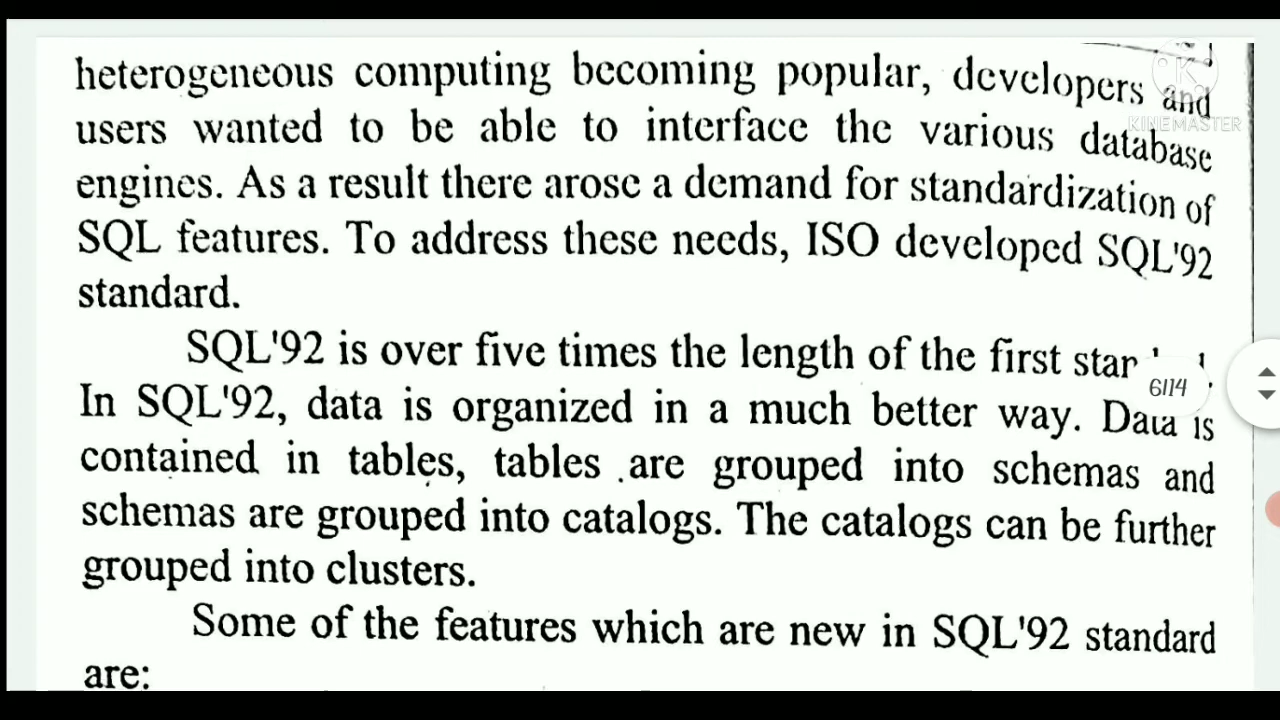 heterogeneous computing becoming popular, developers and
KINEMASTER
users wanted to be able to interface the various database
engines. As a result there arose a demand for standardization of
SQL features. To address these needs, ISO developed SQL'92
standard.
SQL'92 is over five times the length of the first
6/14
In SQL'92, data is organized in a much better way. Data is
contained in tables, tables are grouped into schemas and
schemas are grouped into catalogs. The catalogs can be further
grouped into clusters.
Some of the features which are new in SQL'92 standard
are: